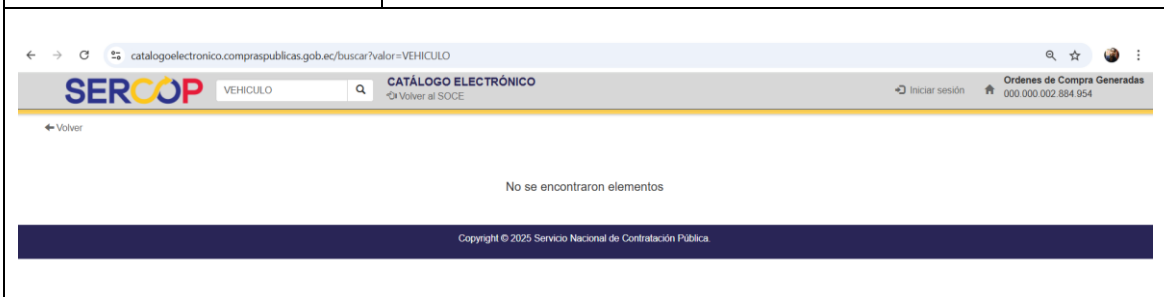 catalogoelectronico.compraspublicas.gob.ec/buscar?valor=VEHICULO
SERCOP VEHICULO CATÁLOGO ELECTRÓNICO Ordenes de Compra Generadas
Volver al SOCE Iniciar sesión 000.000.002.884.954
Volver
No se encontraron elementos
Copyright © 2025 Servicio Nacional de Contratación Pública.